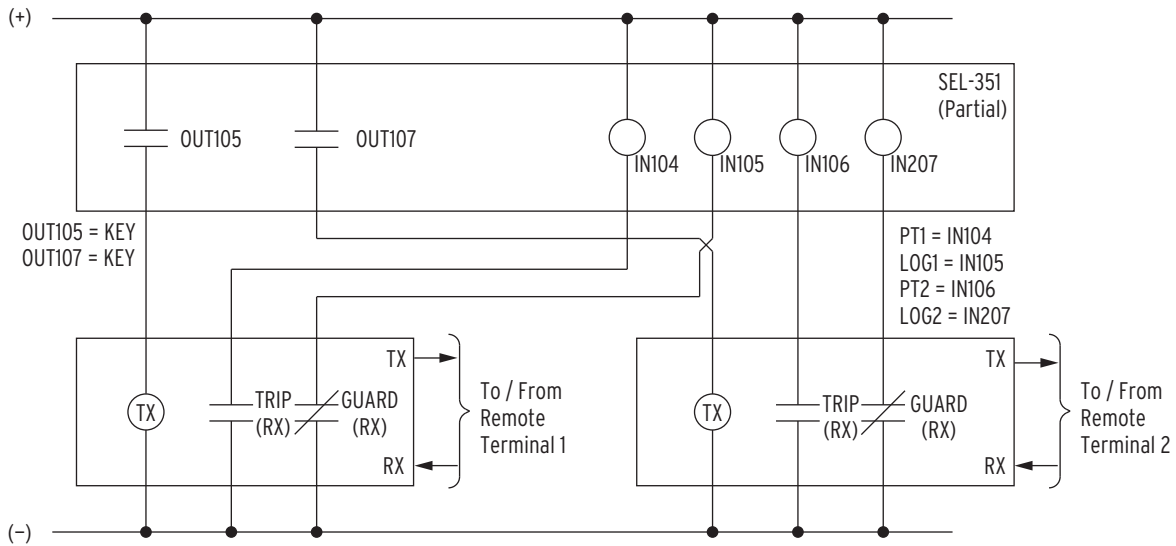 (+)
SEL-351
(Partial)
OUT105
OUT107
IN104
IN105
IN106
IN207
OUT105 = KEY
OUT107 = KEY
PT1 = IN104
LOG1 = IN105
PT2 = IN106
LOG2 = IN207
TX
TX
TRIP
(RX)
GUARD
(RX)
RX
To / From
Remote
Terminal 1
TX
TX
TRIP
(RX)
GUARD
(RX)
RX
To / From
Remote
Terminal 2
(−)